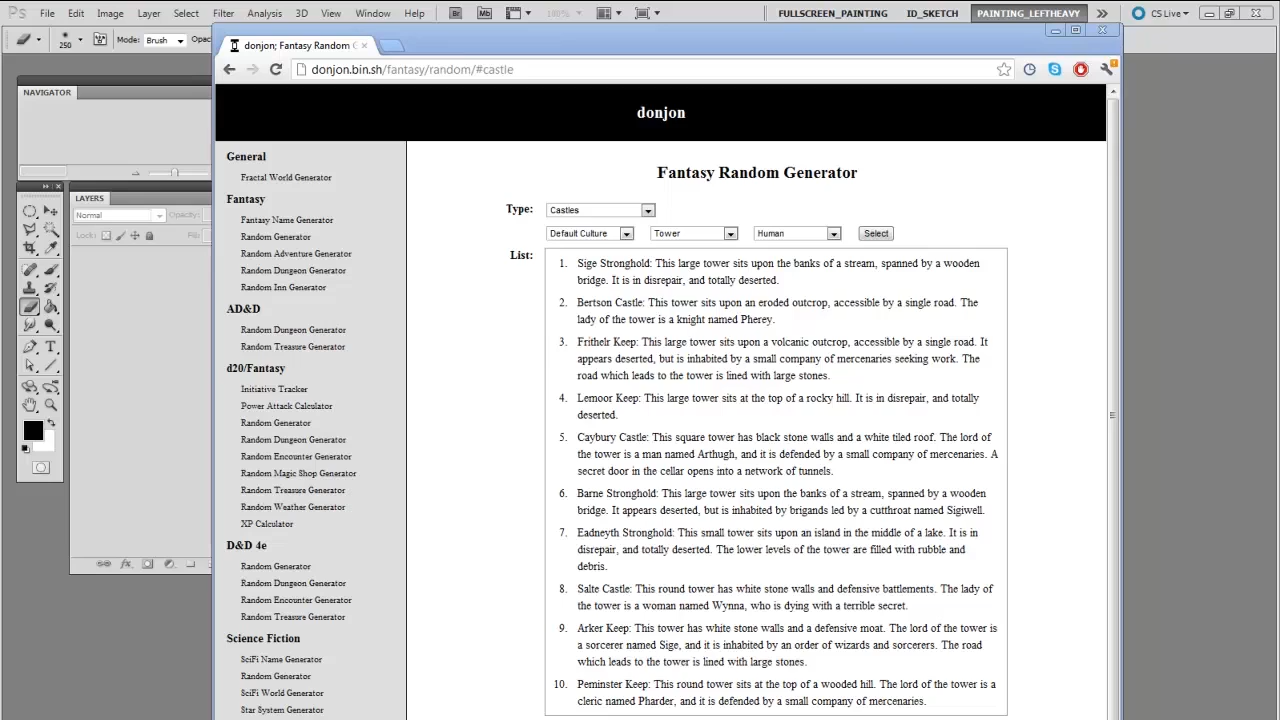 Ps File Edit Image Layer Select Filter Analysis 3D View Window Help Br Mb 100% FULLSCREEN_PAINTING ID_SKETCH PAINTING_LEFTHEAVY CS Live
250 Mode: Brush Opac
donjon; Fantasy Random
donjon.bin.sh/fantasy/random/#castle
NAVIGATOR
LAYERS
Normal Opacity:
Lock: Fill:
donjon
General
Fractal World Generator
Fantasy
Fantasy Name Generator
Random Generator
Random Adventure Generator
Random Dungeon Generator
Random Inn Generator
AD&D
Random Dungeon Generator
Random Treasure Generator
d20/Fantasy
Initiative Tracker
Power Attack Calculator
Random Generator
Random Dungeon Generator
Random Encounter Generator
Random Magic Shop Generator
Random Treasure Generator
Random Weather Generator
XP Calculator
D&D 4e
Random Generator
Random Dungeon Generator
Random Encounter Generator
Random Treasure Generator
Science Fiction
SciFi Name Generator
Random Generator
SciFi World Generator
Star System Generator
Fantasy Random Generator
Type: Castles
Default Culture Tower Human Select
List:
1. Sige Stronghold: This large tower sits upon the banks of a stream, spanned by a wooden
bridge. It is in disrepair, and totally deserted.
2. Bertson Castle: This tower sits upon an eroded outcrop, accessible by a single road. The
lady of the tower is a knight named Pherey.
3. Frithelr Keep: This large tower sits upon a volcanic outcrop, accessible by a single road. It
appears deserted, but is inhabited by a small company of mercenaries seeking work. The
road which leads to the tower is lined with large stones.
4. Lemoor Keep: This large tower sits at the top of a rocky hill. It is in disrepair, and totally
deserted.
5. Caybury Castle: This square tower has black stone walls and a white tiled roof. The lord of
the tower is a man named Arthugh, and it is defended by a small company of mercenaries. A
secret door in the cellar opens into a network of tunnels.
6. Barne Stronghold: This large tower sits upon the banks of a stream, spanned by a wooden
bridge. It appears deserted, but is inhabited by brigands led by a cutthroat named Sigiwell.
7. Eadneyth Stronghold: This small tower sits upon an island in the middle of a lake. It is in
disrepair, and totally deserted. The lower levels of the tower are filled with rubble and
debris.
8. Salte Castle: This round tower has white stone walls and defensive battlements. The lady of
the tower is a woman named Wynna, who is dying with a terrible secret.
9. Arker Keep: This tower has white stone walls and a defensive moat. The lord of the tower is
a sorcerer named Sige, and it is inhabited by an order of wizards and sorcerers. The road
which leads to the tower is lined with large stones.
10. Peminster Keep: This round tower sits at the top of a wooded hill. The lord of the tower is a
cleric named Pharder, and it is defended by a small company of mercenaries.